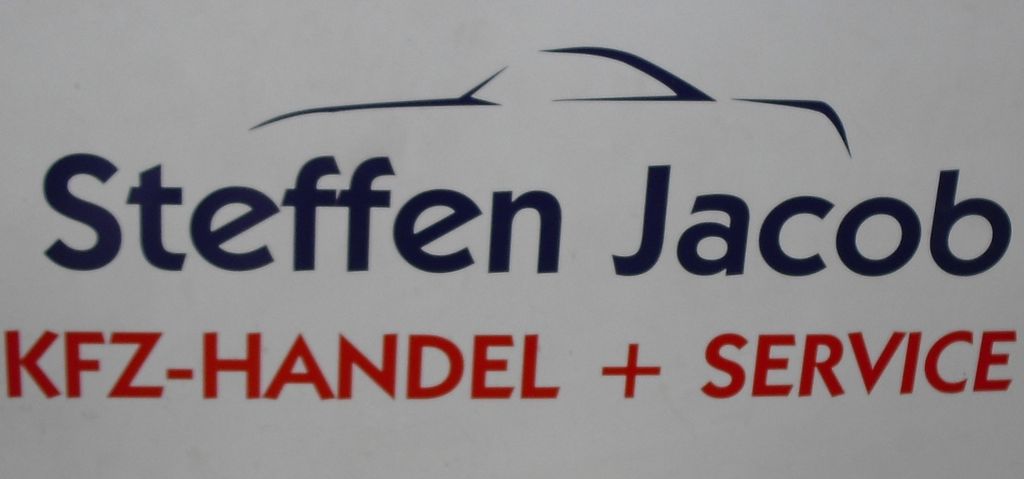 Steffen Jacob
KFZ-HANDEL + SERVICE